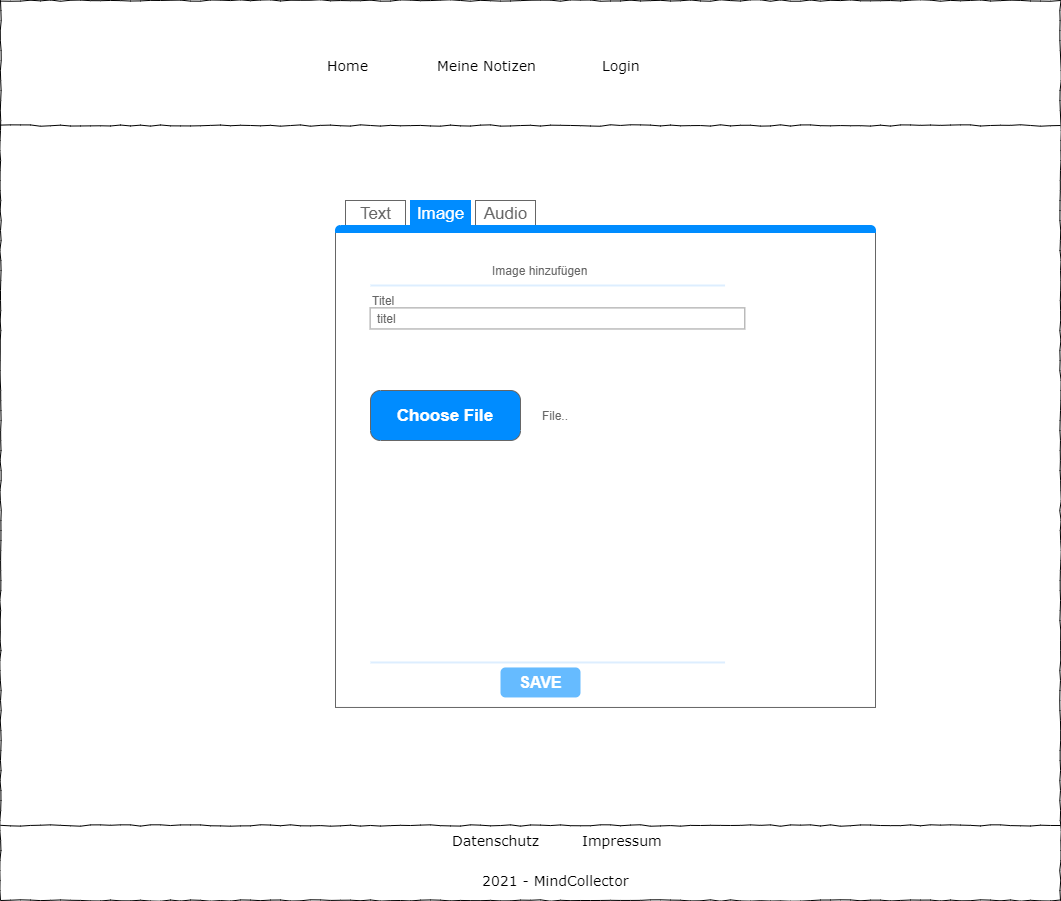 Home Meine Notizen Login
Text Image Audio
Image hinzufügen
Titel
titel
Choose File File..
SAVE
Datenschutz Impressum
2021 - MindCollector